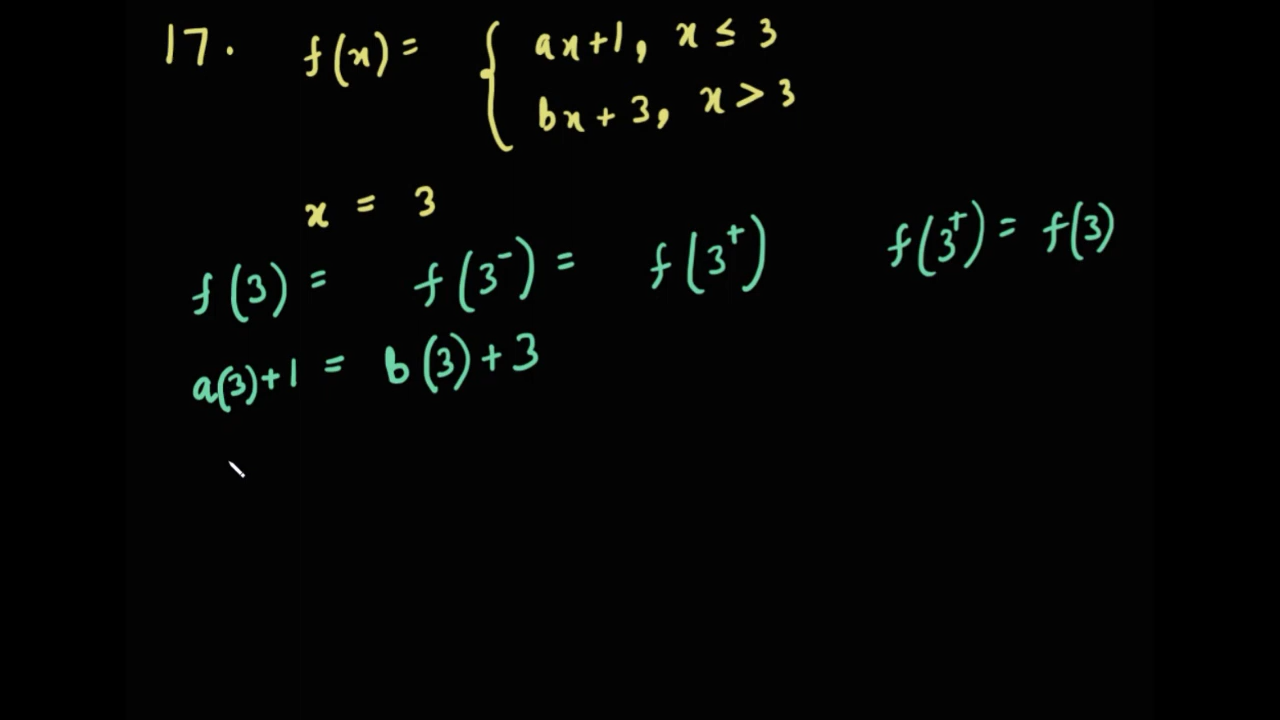 17. f(x) = { ax+1, x ≤ 3
bx + 3, x > 3
x = 3
f(3) = f(3⁻) = f(3⁺) f(3⁺) = f(3)
a(3)+1 = b(3)+3